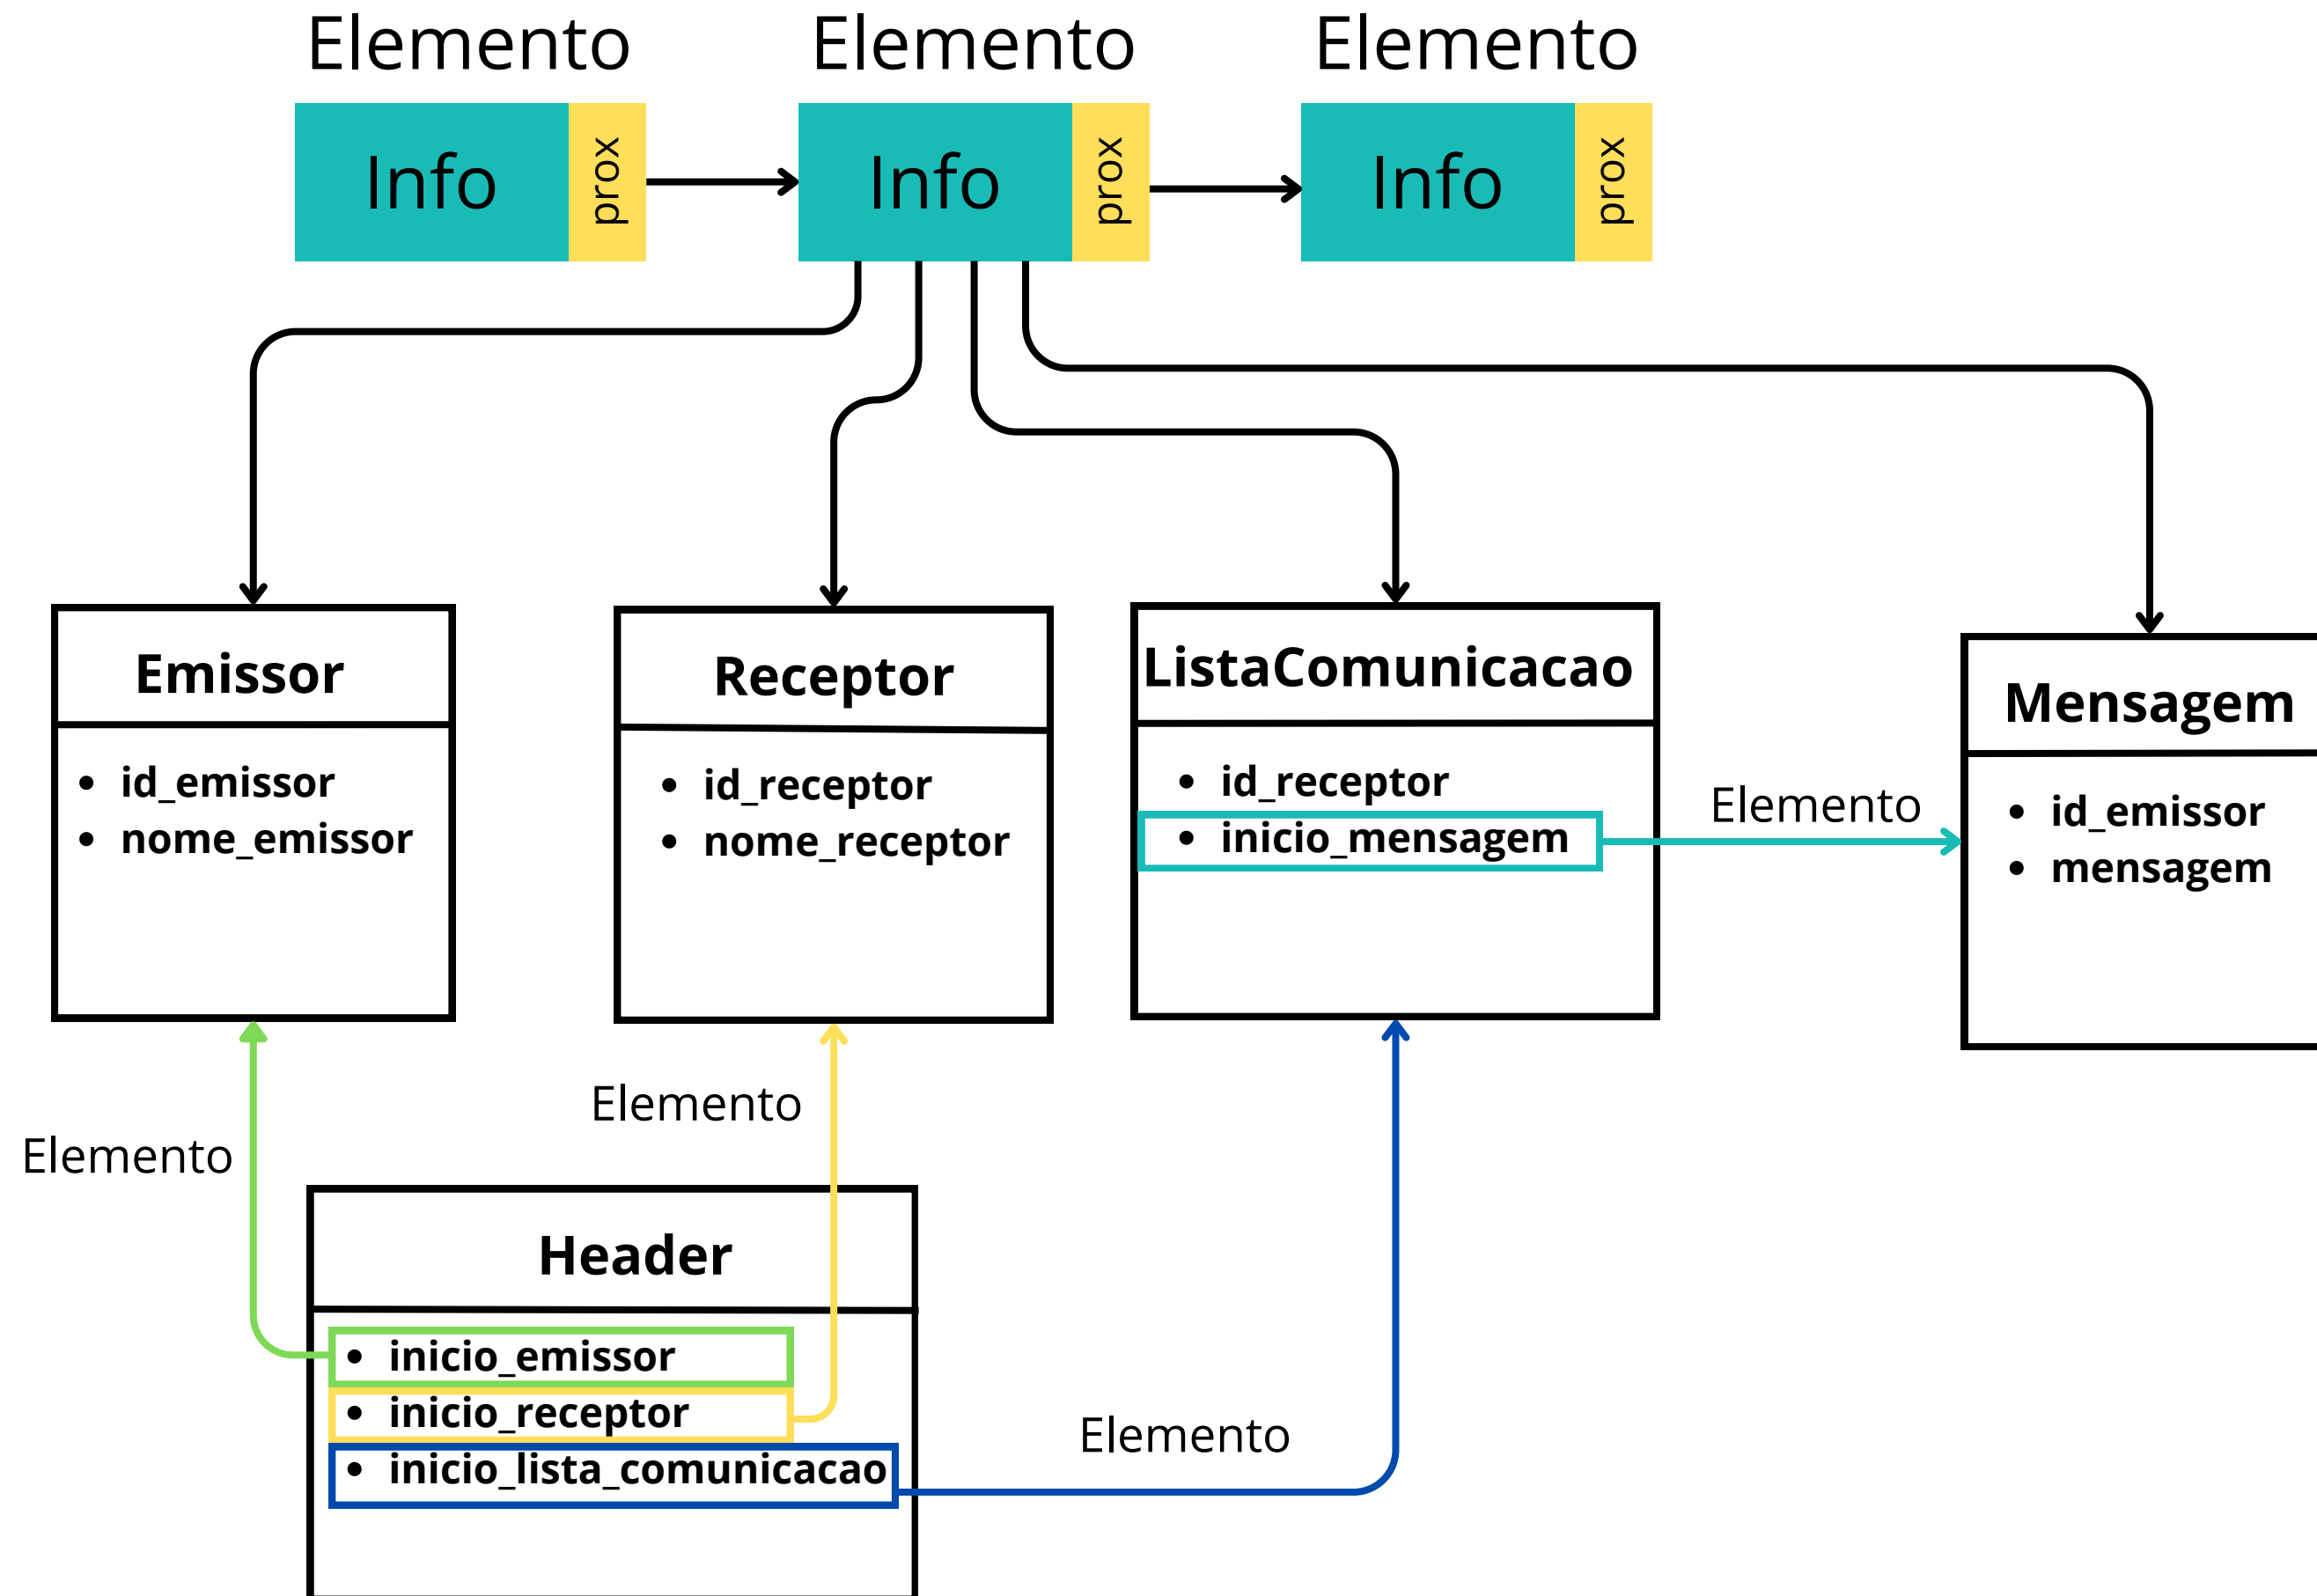 Elemento
Elemento
Elemento
Info
prox
Info
prox
Info
prox
Emissor
• id_emissor
• nome_emissor
Receptor
• id_receptor
• nome_receptor
ListaComunicacao
• id_receptor
• inicio_mensagem
Elemento
Mensagem
• id_emissor
• mensagem
Elemento
Elemento
Header
• inicio_emissor
• inicio_receptor
• inicio_lista_comunicacao
Elemento